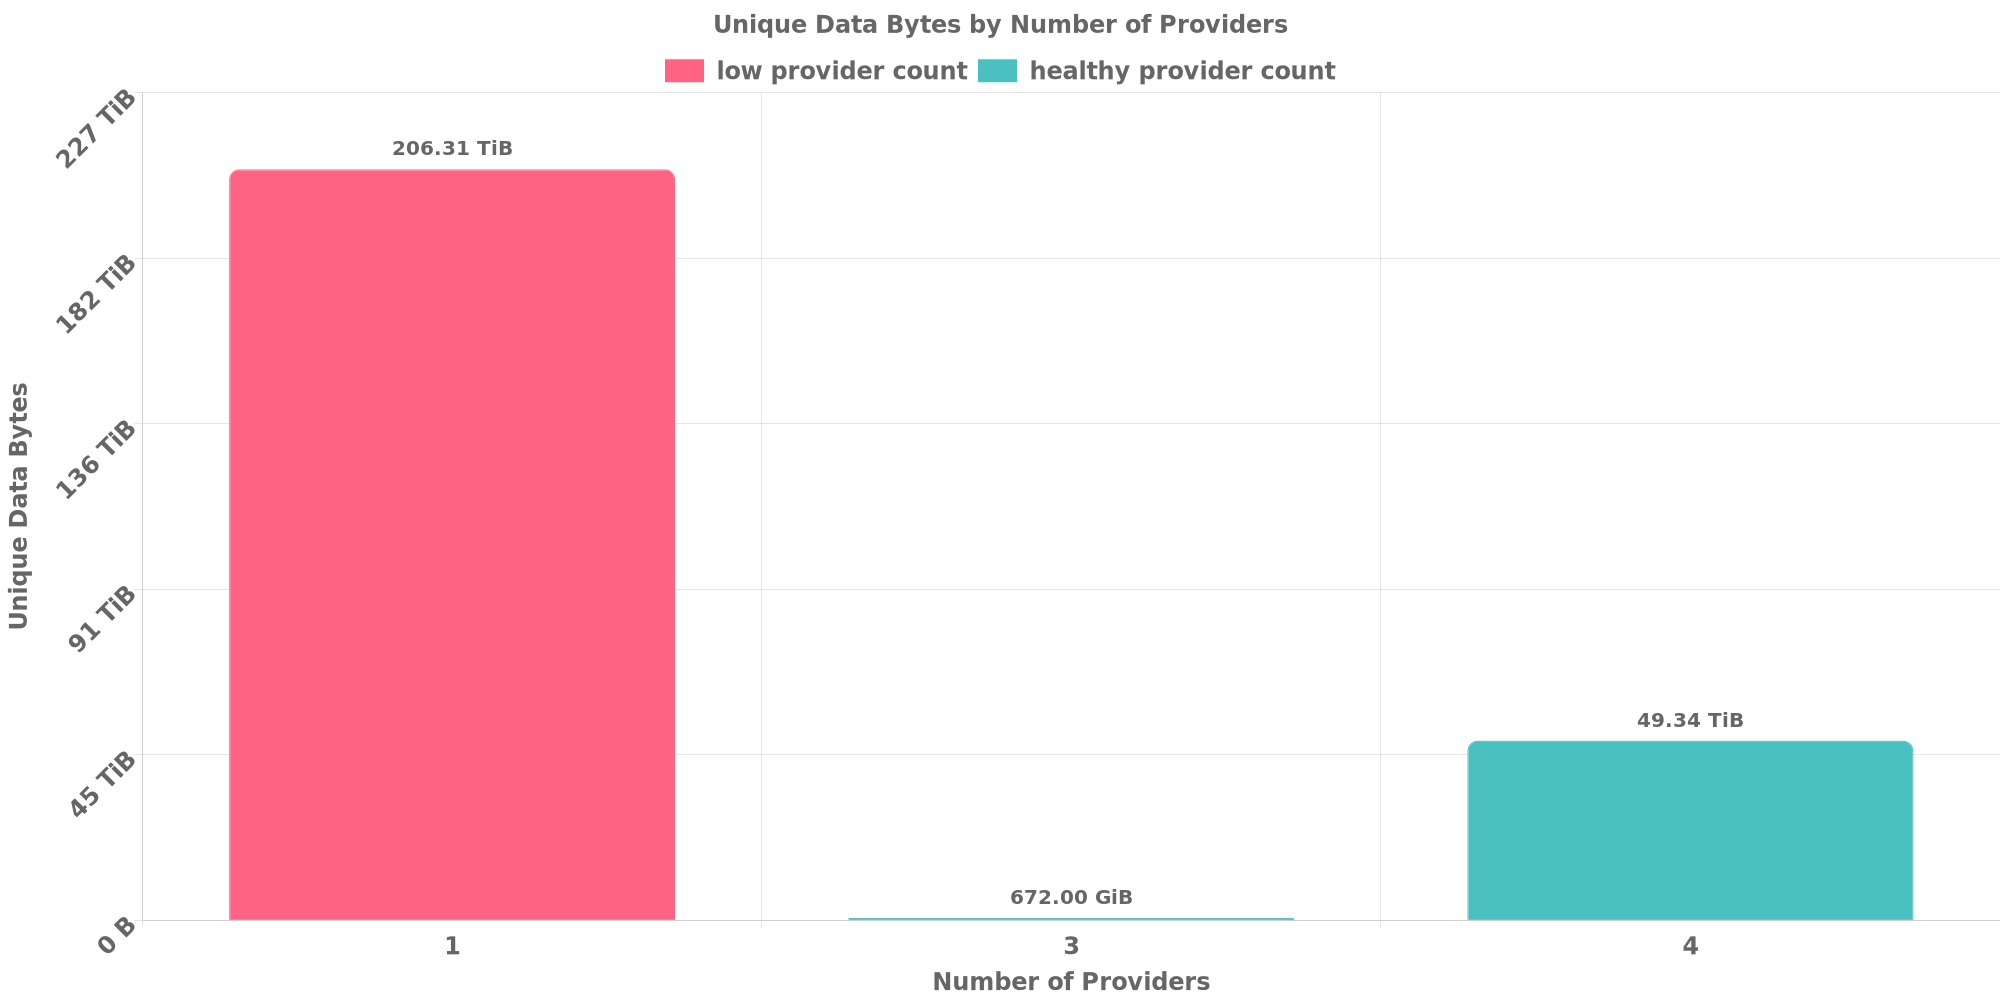 Unique Data Bytes by Number of Providers
low provider count healthy provider count
227 TiB
206.31 TiB
182 TiB
136 TiB
91 TiB
49.34 TiB
45 TiB
672.00 GiB
0 B
Unique Data Bytes
1 3 4
Number of Providers